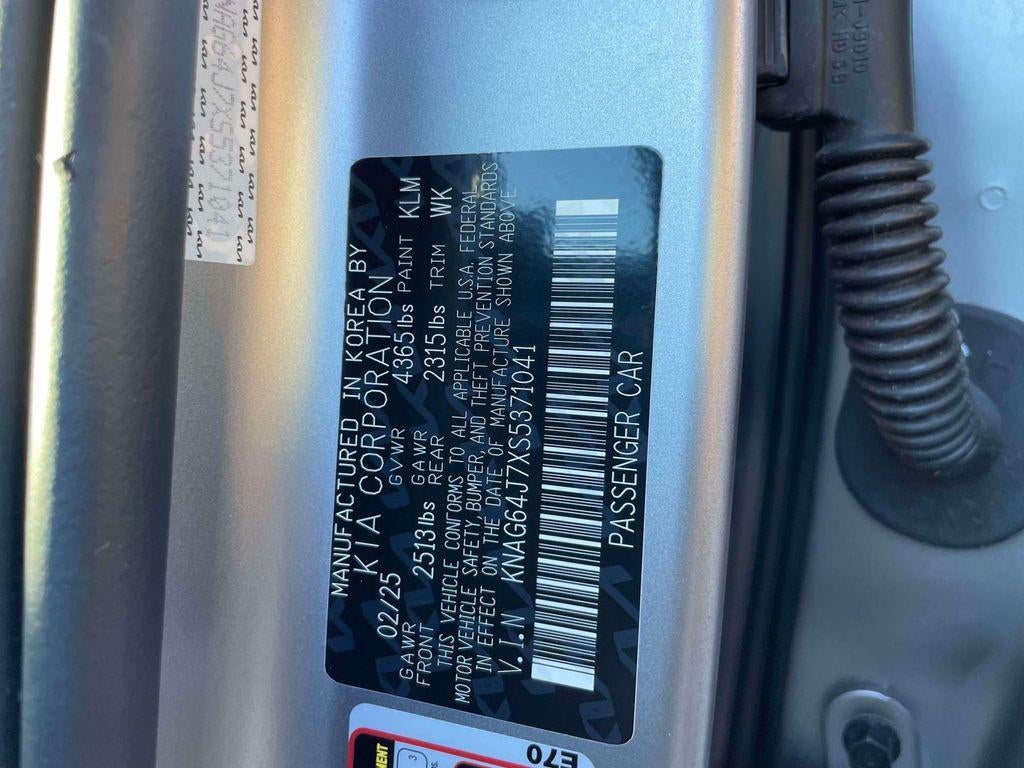 MANUFACTURED IN KOREA BY
KIA CORPORATION
02/25 GVWR 4365lbs PAINT KLM
GAWR FRONT 2513lbs GAWR REAR 2315lbs TRIM WK
THIS VEHICLE CONFORMS TO ALL APPLICABLE U.S.A. FEDERAL
MOTOR VEHICLE SAFETY, BUMPER, AND THEFT PREVENTION STANDARDS
IN EFFECT ON THE DATE OF MANUFACTURE SHOWN ABOVE
V.I.N KNAG64J7XS5371041
PASSENGER CAR
E70